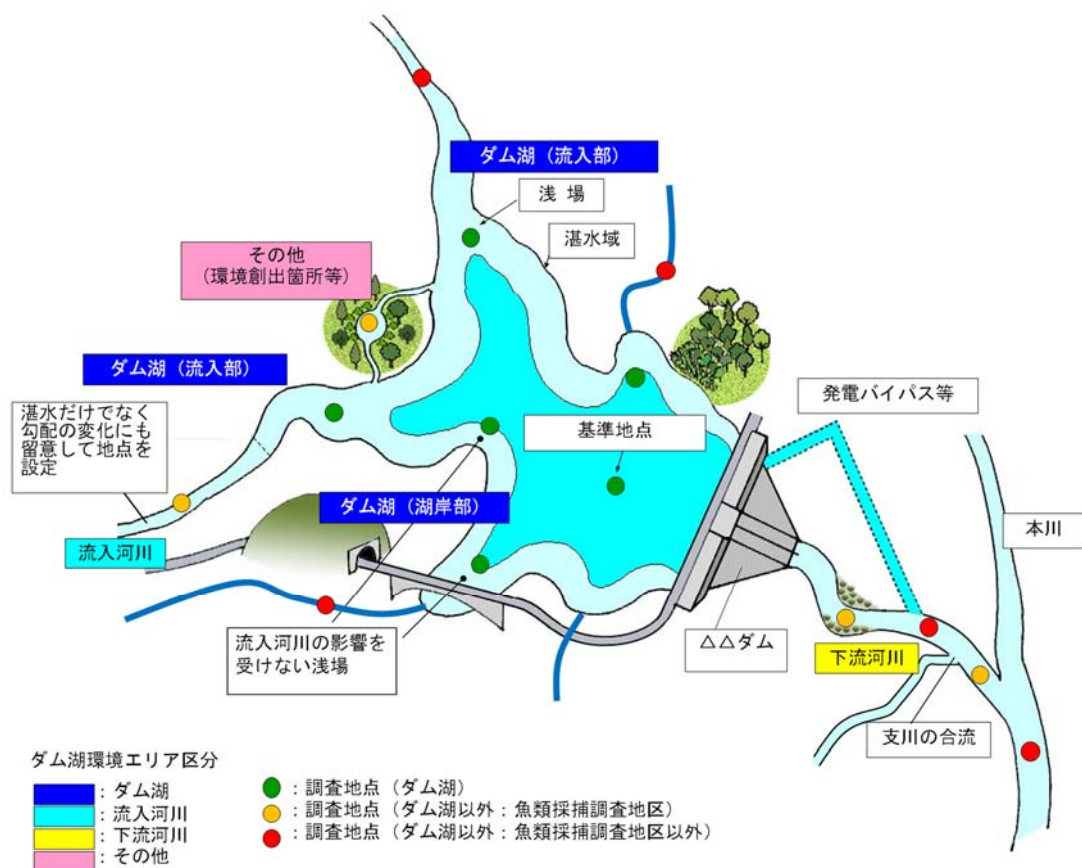 ダム湖（流入部）
浅 場
湛水域
その他
（環境創出箇所等）
ダム湖（流入部）
発電バイパス等
湛水だけでなく
勾配の変化にも
留意して地点を
設定
基準地点
ダム湖（湖岸部）
本川
流入河川
流入河川の影響を
受けない浅場
△△ダム
下流河川
支川の合流
ダム湖環境エリア区分
：ダム湖
：流入河川
：下流河川
：その他
：調査地点（ダム湖）
：調査地点（ダム湖以外：魚類採捕調査地区）
：調査地点（ダム湖以外：魚類採捕調査地区以外）